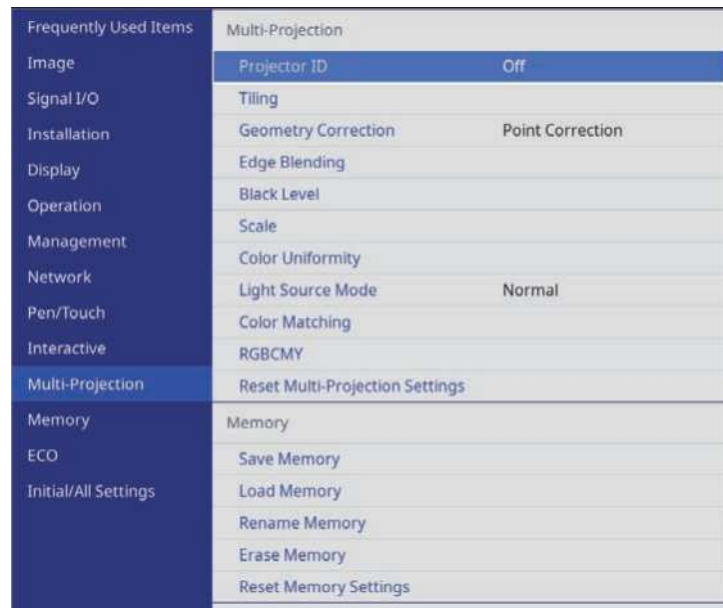 Frequently Used Items
Image
Signal I/O
Installation
Display
Operation
Management
Network
Pen/Touch
Interactive
Multi-Projection
Memory
ECO
Initial/All Settings
Multi-Projection
Projector ID Off
Tiling
Geometry Correction Point Correction
Edge Blending
Black Level
Scale
Color Uniformity
Light Source Mode Normal
Color Matching
RGBCMY
Reset Multi-Projection Settings
Memory
Save Memory
Load Memory
Rename Memory
Erase Memory
Reset Memory Settings